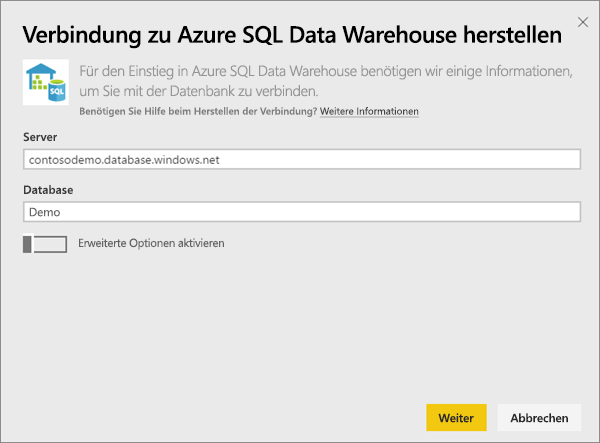 Verbindung zu Azure SQL Data Warehouse herstellen
SQL
Für den Einstieg in Azure SQL Data Warehouse benötigen wir einige Informationen,
um Sie mit der Datenbank zu verbinden.
Benötigen Sie Hilfe beim Herstellen der Verbindung? Weitere Informationen
Server
contosodemo.database.windows.net
Database
Demo
Erweiterte Optionen aktivieren
Weiter Abbrechen